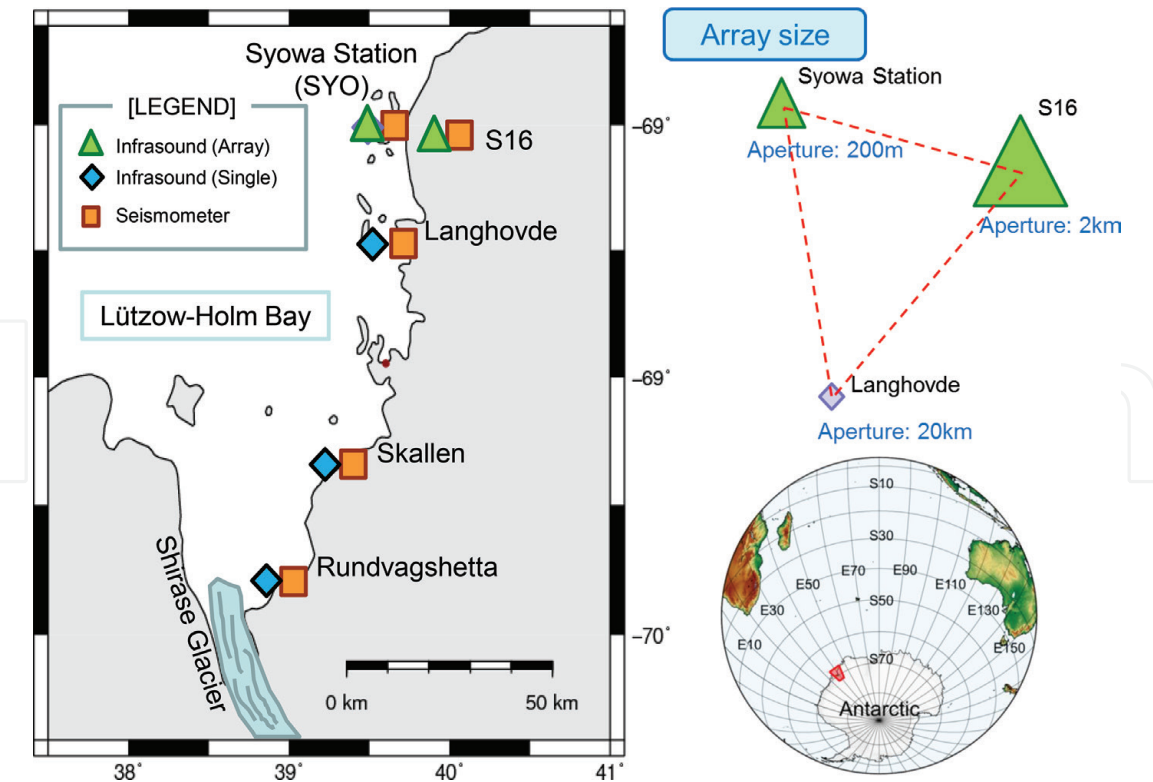 Syowa Station
(SYO)
[LEGEND]
Infrasound (Array)
Infrasound (Single)
Seismometer
S16
Langhovde
Lützow-Holm Bay
Skallen
Rundvagshetta
Shirase Glacier
0 km
50 km
38˚
39˚
40˚
41˚
−69˚
−69˚
−70˚
Array size
Syowa Station
S16
Aperture: 200m
Aperture: 2km
Langhovde
Aperture: 20km
S10
S30
E50
E70
E90
E110
E30
S50
E130
E10
E150
S70
Antarctic